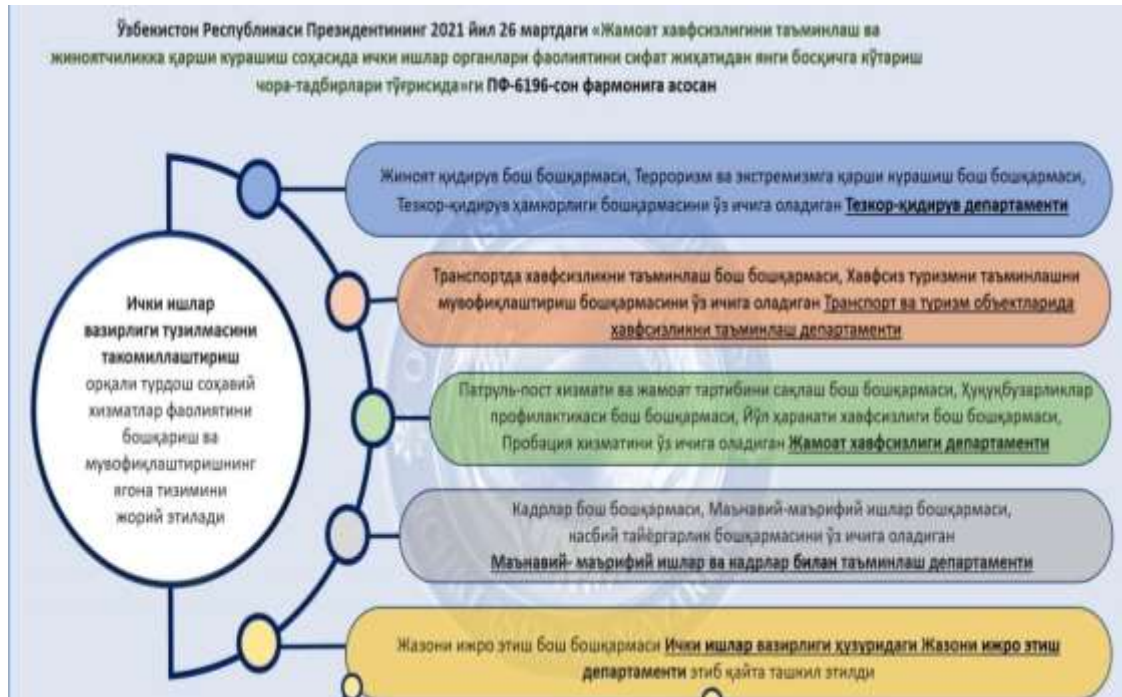 Ўзбекистон Республикаси Президентининг 2021 йил 26 мартдаги «Жамоат хавфсизлигини таъминлаш ва
жиноятчиликка қарши курашиш соҳасида ички ишлар органлари фаолиятини сифат жиҳатидан янги босқичга кўтариш
чора-тадбирлари тўғрисида»ги ПФ-6196-сон фармонига асосан
Ички ишлар
вазирлиги тузилмасини
такомиллаштириш
орқали турдош соҳавий
хизматлар фаолиятини
бошқариш ва
мувофиқлаштиришнинг
ягона тизимини
жорий этилади
Жиноят қидирув бош бошқармаси, Терроризм ва экстремизмга қарши курашиш бош бошқармаси,
Тезкор-қидирув ҳамкорлиги бошқармасини ўз ичига оладиган Тезкор-қидирув департаменти
Транспортда хавфсизликни таъминлаш бош бошқармаси, Хавфсиз туризмни таъминлашни
мувофиқлаштириш бошқармасини ўз ичига оладиган Транспорт ва туризм объектларида
хавфсизликни таъминлаш департаменти
Патруль-пост хизмати ва жамоат тартибини сақлаш бош бошқармаси, Ҳуқуқбузарликлар
профилактикаси бош бошқармаси, Йўл ҳаракати хавфсизлиги бош бошқармаси,
Пробация хизматини ўз ичига оладиган Жамоат хавфсизлиги департаменти
Кадрлар бош бошқармаси, Маънавий-маърифий ишлар бошқармаси,
насбий тайёргарлик бошқармасини ўз ичига оладиган
Маънавий- маърифий ишлар ва кадрлар билан таъминлаш департаменти
Жазони ижро этиш бош бошқармаси Ички ишлар вазирлиги ҳузуридаги Жазони ижро этиш
департаменти этиб қайта ташкил этилди